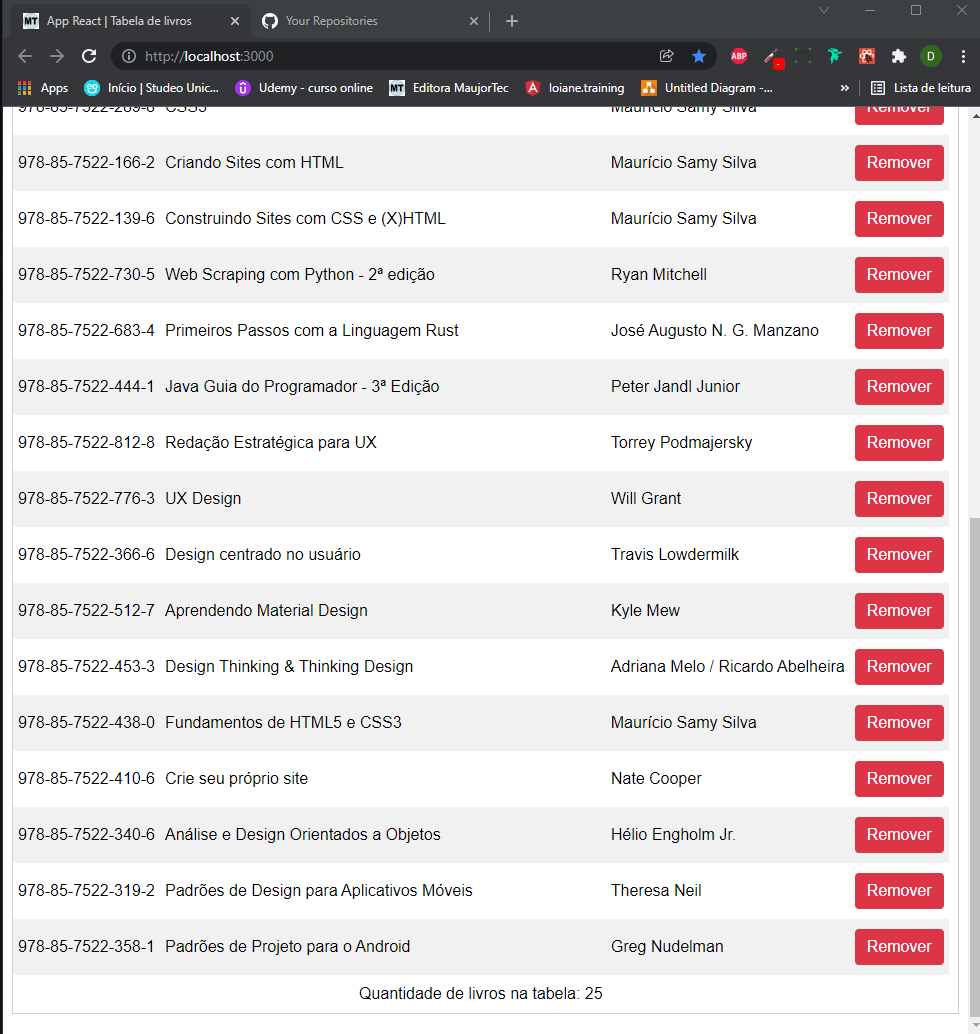 MT App React | Tabela de livros
Your Repositories
http://localhost:3000
ABP
D
Apps
Início | Studeo Unic...
Udemy - curso online
MT Editora MaujorTec
loiane.training
Untitled Diagram -...
»
Lista de leitura
978-85-7522-289-6 CSS3 Maurício Samy Silva Remover
978-85-7522-166-2 Criando Sites com HTML Maurício Samy Silva Remover
978-85-7522-139-6 Construindo Sites com CSS e (X)HTML Maurício Samy Silva Remover
978-85-7522-730-5 Web Scraping com Python - 2ª edição Ryan Mitchell Remover
978-85-7522-683-4 Primeiros Passos com a Linguagem Rust José Augusto N. G. Manzano Remover
978-85-7522-444-1 Java Guia do Programador - 3ª Edição Peter Jandl Junior Remover
978-85-7522-812-8 Redação Estratégica para UX Torrey Podmajersky Remover
978-85-7522-776-3 UX Design Will Grant Remover
978-85-7522-366-6 Design centrado no usuário Travis Lowdermilk Remover
978-85-7522-512-7 Aprendendo Material Design Kyle Mew Remover
978-85-7522-453-3 Design Thinking & Thinking Design Adriana Melo / Ricardo Abelheira Remover
978-85-7522-438-0 Fundamentos de HTML5 e CSS3 Maurício Samy Silva Remover
978-85-7522-410-6 Crie seu próprio site Nate Cooper Remover
978-85-7522-340-6 Análise e Design Orientados a Objetos Hélio Engholm Jr. Remover
978-85-7522-319-2 Padrões de Design para Aplicativos Móveis Theresa Neil Remover
978-85-7522-358-1 Padrões de Projeto para o Android Greg Nudelman Remover
Quantidade de livros na tabela: 25